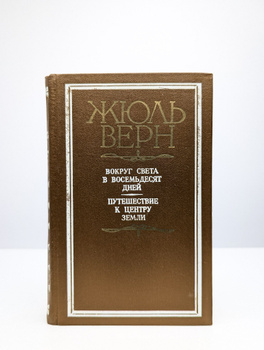 ЖЮЛЬ
ВЕРН
ВОКРУГ СВЕТА
В ВОСЕМЬДЕСЯТ
ДНЕЙ
ПУТЕШЕСТВИЕ
К ЦЕНТРУ
ЗЕМЛИ